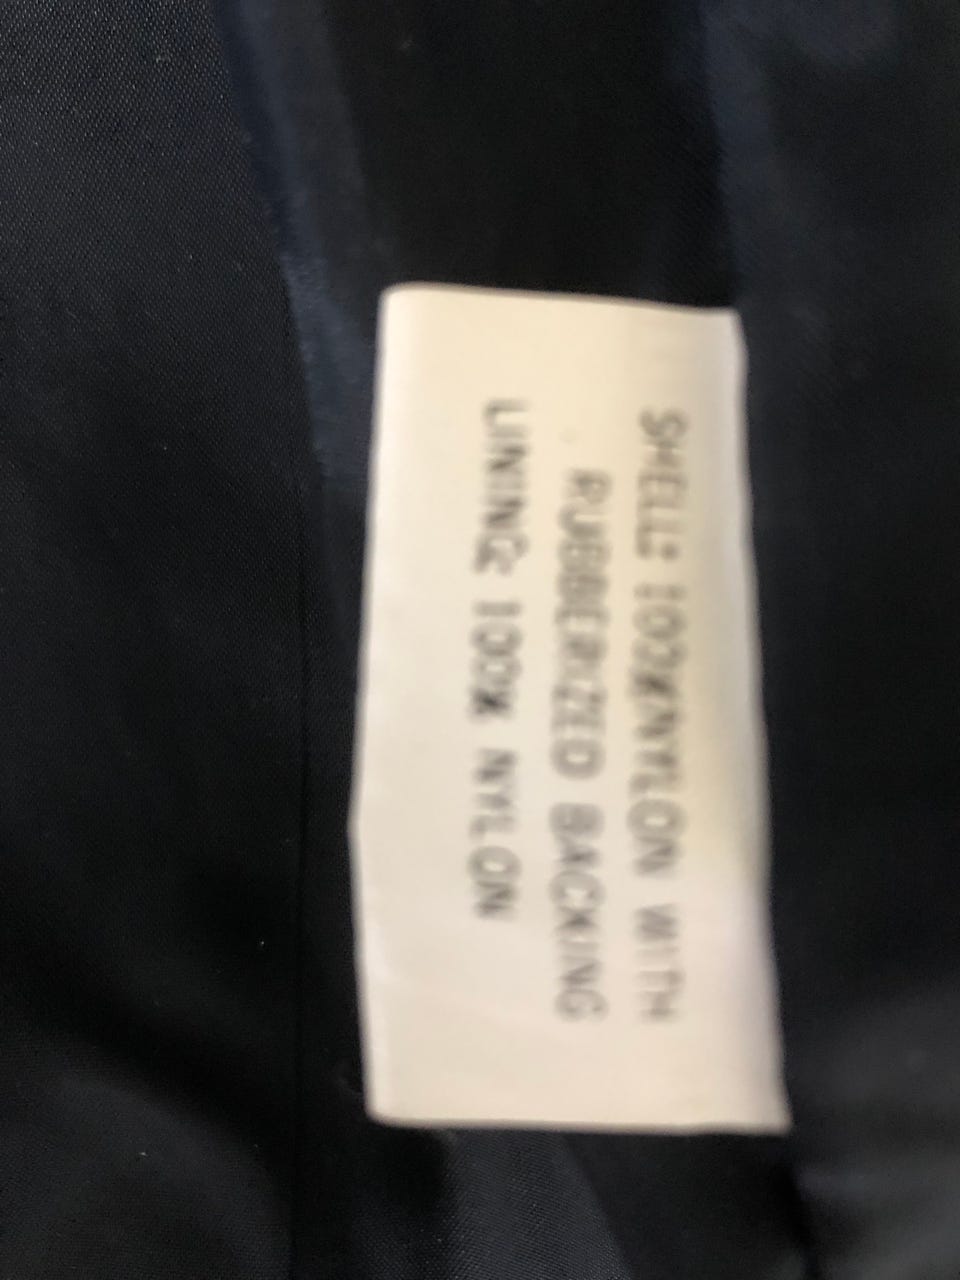 SHELL: 100% NYLON WITH
RUBBERIZED BACKING
LINING: 100% NYLON